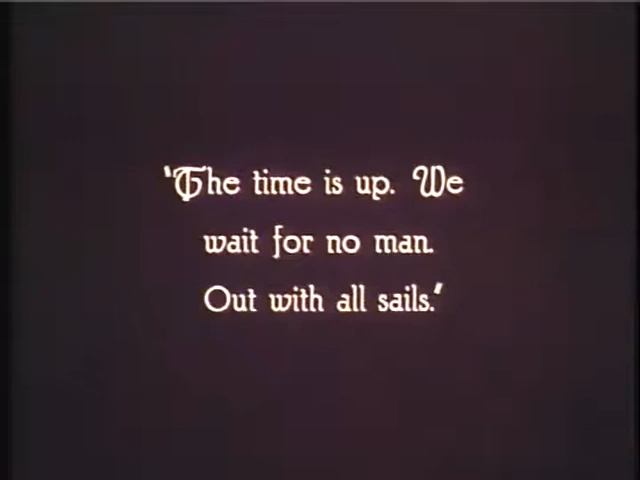 'The time is up. We
wait for no man.
Out with all sails.'